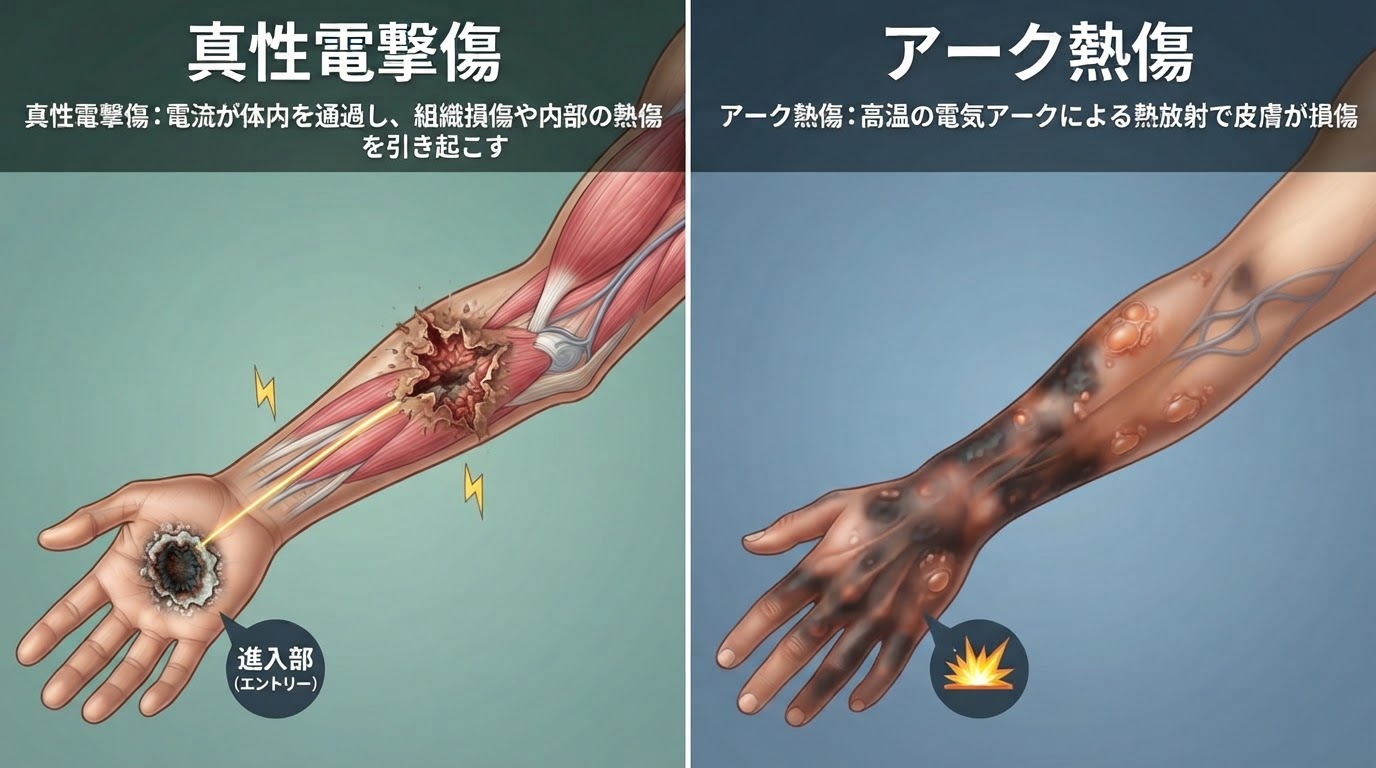 真性電撃傷
真性電撃傷：電流が体内を通過し、組織損傷や内部の熱傷
を引き起こす
進入部
(エントリー)
アーク熱傷
アーク熱傷：高温の電気アークによる熱放射で皮膚が損傷